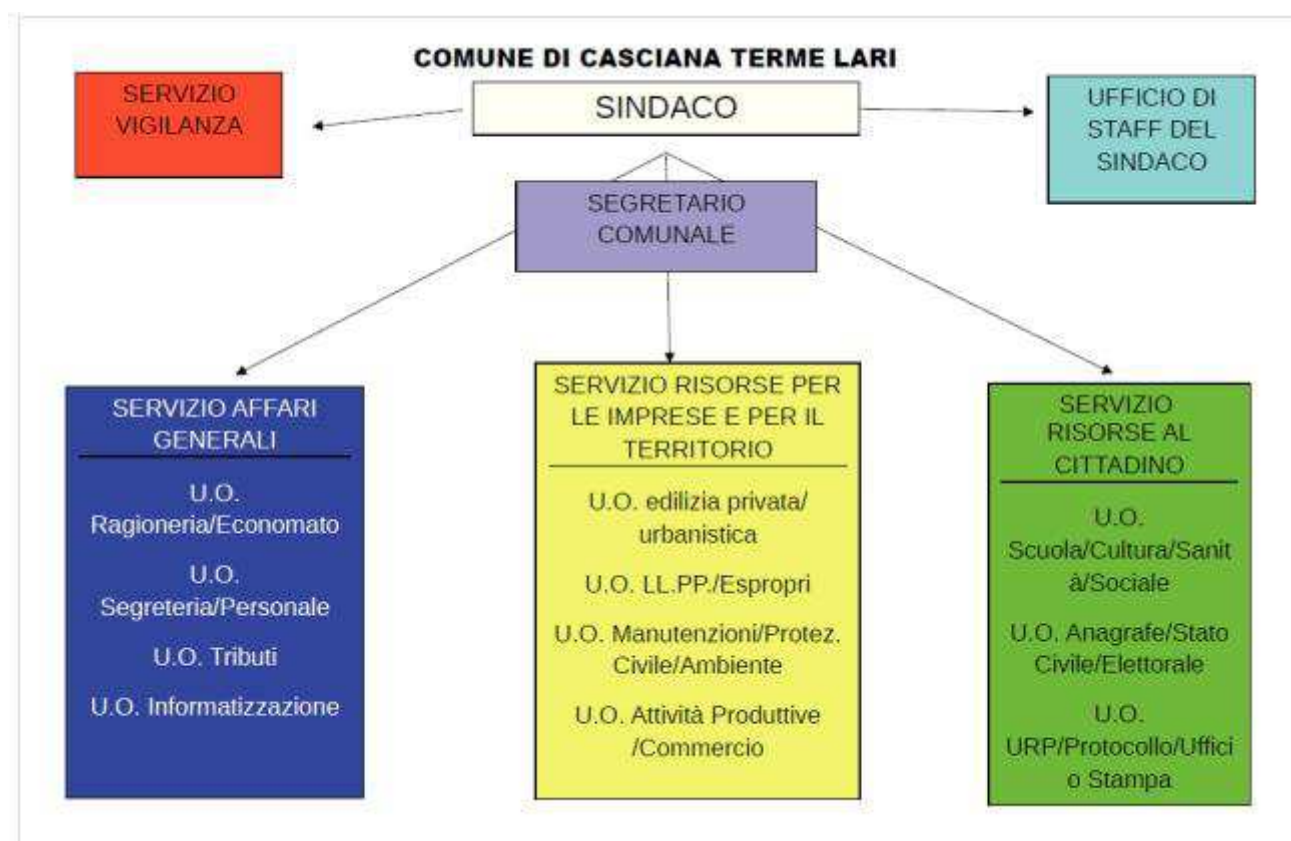 COMUNE DI CASCIANA TERME LARI
SERVIZIO
VIGILANZA
SINDACO
UFFICIO DI
STAFF DEL
SINDACO
SEGRETARIO
COMUNALE
SERVIZIO AFFARI
GENERALI
U.O.
Ragioneria/Economato
U.O.
Segreteria/Personale
U.O. Tributi
U.O. Informatizzazione
SERVIZIO RISORSE PER
LE IMPRESE E PER IL
TERRITORIO
U.O. edilizia privata/
urbanistica
U.O. LL.PP./Espropri
U.O. Manutenzioni/Protez.
Civile/Ambiente
U.O. Attività Produttive
/Commercio
SERVIZIO
RISORSE AL
CITTADINO
U.O.
Scuola/Cultura/Sanit
à/Sociale
U.O. Anagrafe/Stato
Civile/Elettorale
U.O.
URP/Protocollo/Uffici
o Stampa